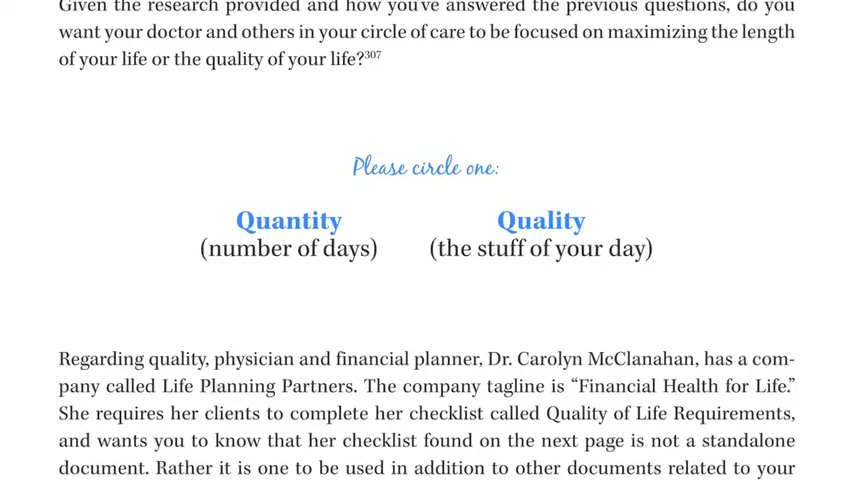 Given the research provided and how you've answered the previous questions, do you
want your doctor and others in your circle of care to be focused on maximizing the length
of your life or the quality of your life?307
Please circle one:
Quantity Quality
(number of days) (the stuff of your day)
Regarding quality, physician and financial planner, Dr. Carolyn McClanahan, has a com-
pany called Life Planning Partners. The company tagline is “Financial Health for Life.”
She requires her clients to complete her checklist called Quality of Life Requirements,
and wants you to know that her checklist found on the next page is not a standalone
document. Rather it is one to be used in addition to other documents related to your